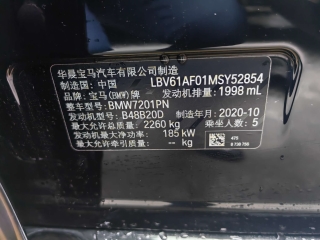 华晨宝马汽车有限公司制造
制造国: 中国 LBV61AF01MSY52854
品牌: 宝马(BMW)牌 发动机排量: 1998 mL
整车型号: BMW7201PN
发动机型号: B48B20D 制造年月: 2020-10
最大允许总质量: 2260 kg 乘坐人数: 5
发动机最大净功率: 185 kW
最大允许牵引质量: -- kg